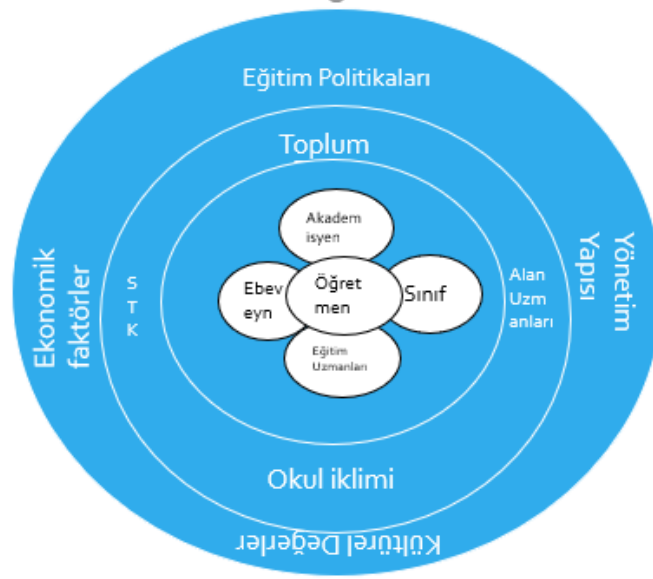 Eğitim Politikaları
Toplum
Akadem
isyen
Ekonomik
faktörler
S
T
K
Ebev
eyn
Öğret
men
Sınıf
Alan
Uzm
anları
Yönetim
Yapısı
Eğitim
Uzmanları
Okul iklimi
Kültürel Değerler